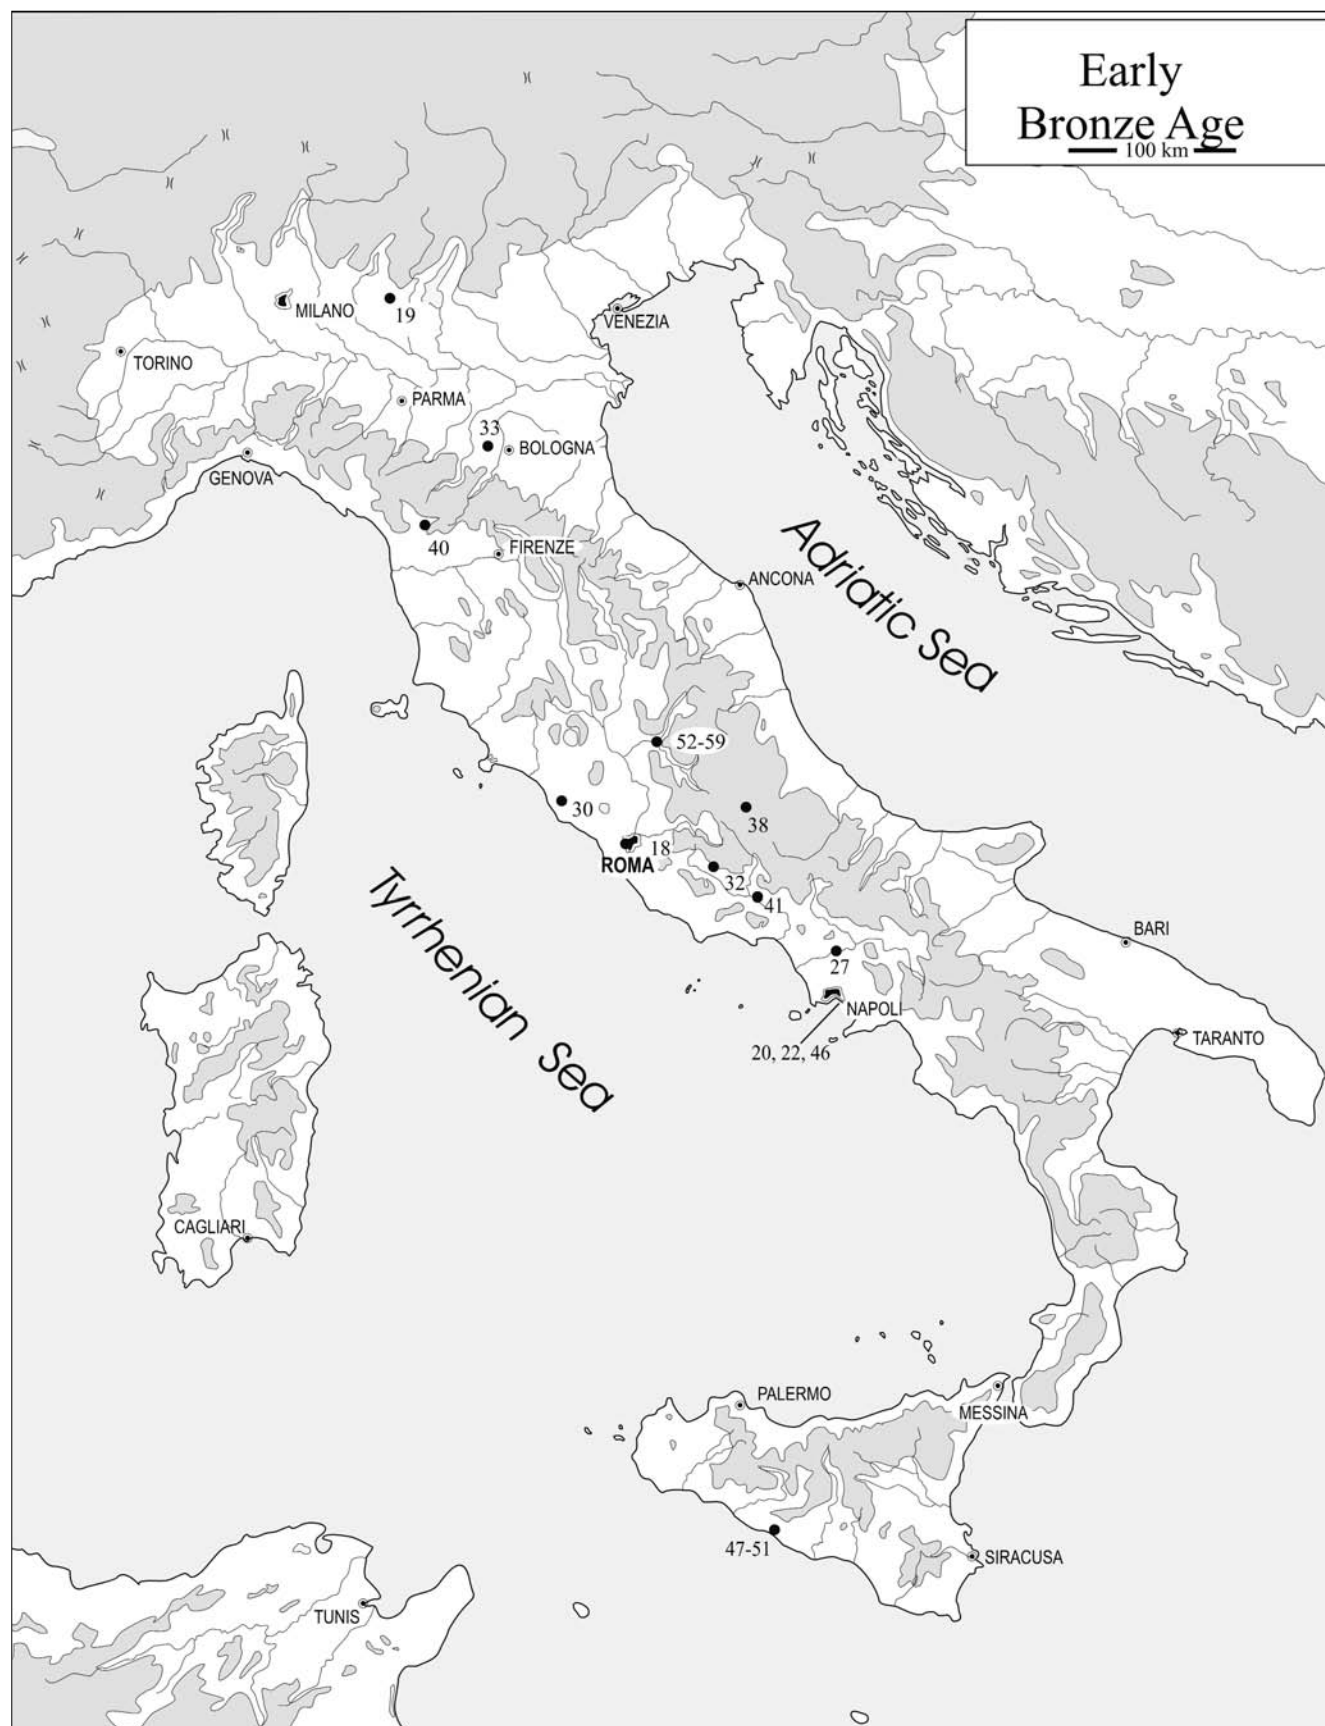 Early
Bronze Age
100 km
MILANO
19
VENEZIA
TORINO
PARMA
33
BOLOGNA
GENOVA
40
FIRENZE
ANCONA
Adriatic Sea
52-59
30
38
18
ROMA
32
41
Tyrrhenian Sea
BARI
27
NAPOLI
20, 22, 46
TARANTO
CAGLIARI
PALERMO
MESSINA
47-51
SIRACUSA
TUNIS